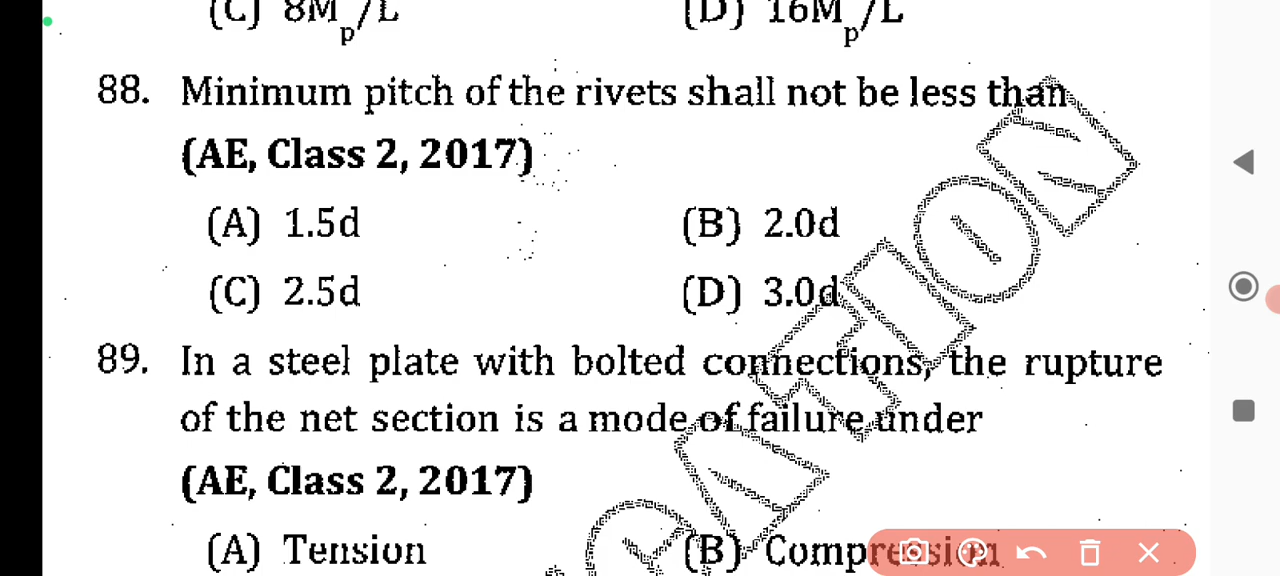 (C) 8Mp/L (D) 16Mp/L
88. Minimum pitch of the rivets shall not be less than
(AE, Class 2, 2017)
(A) 1.5d (B) 2.0d
(C) 2.5d (D) 3.0d
89. In a steel plate with bolted connections, the rupture
of the net section is a mode of failure under
(AE, Class 2, 2017)
(A) Tension (B) Compression